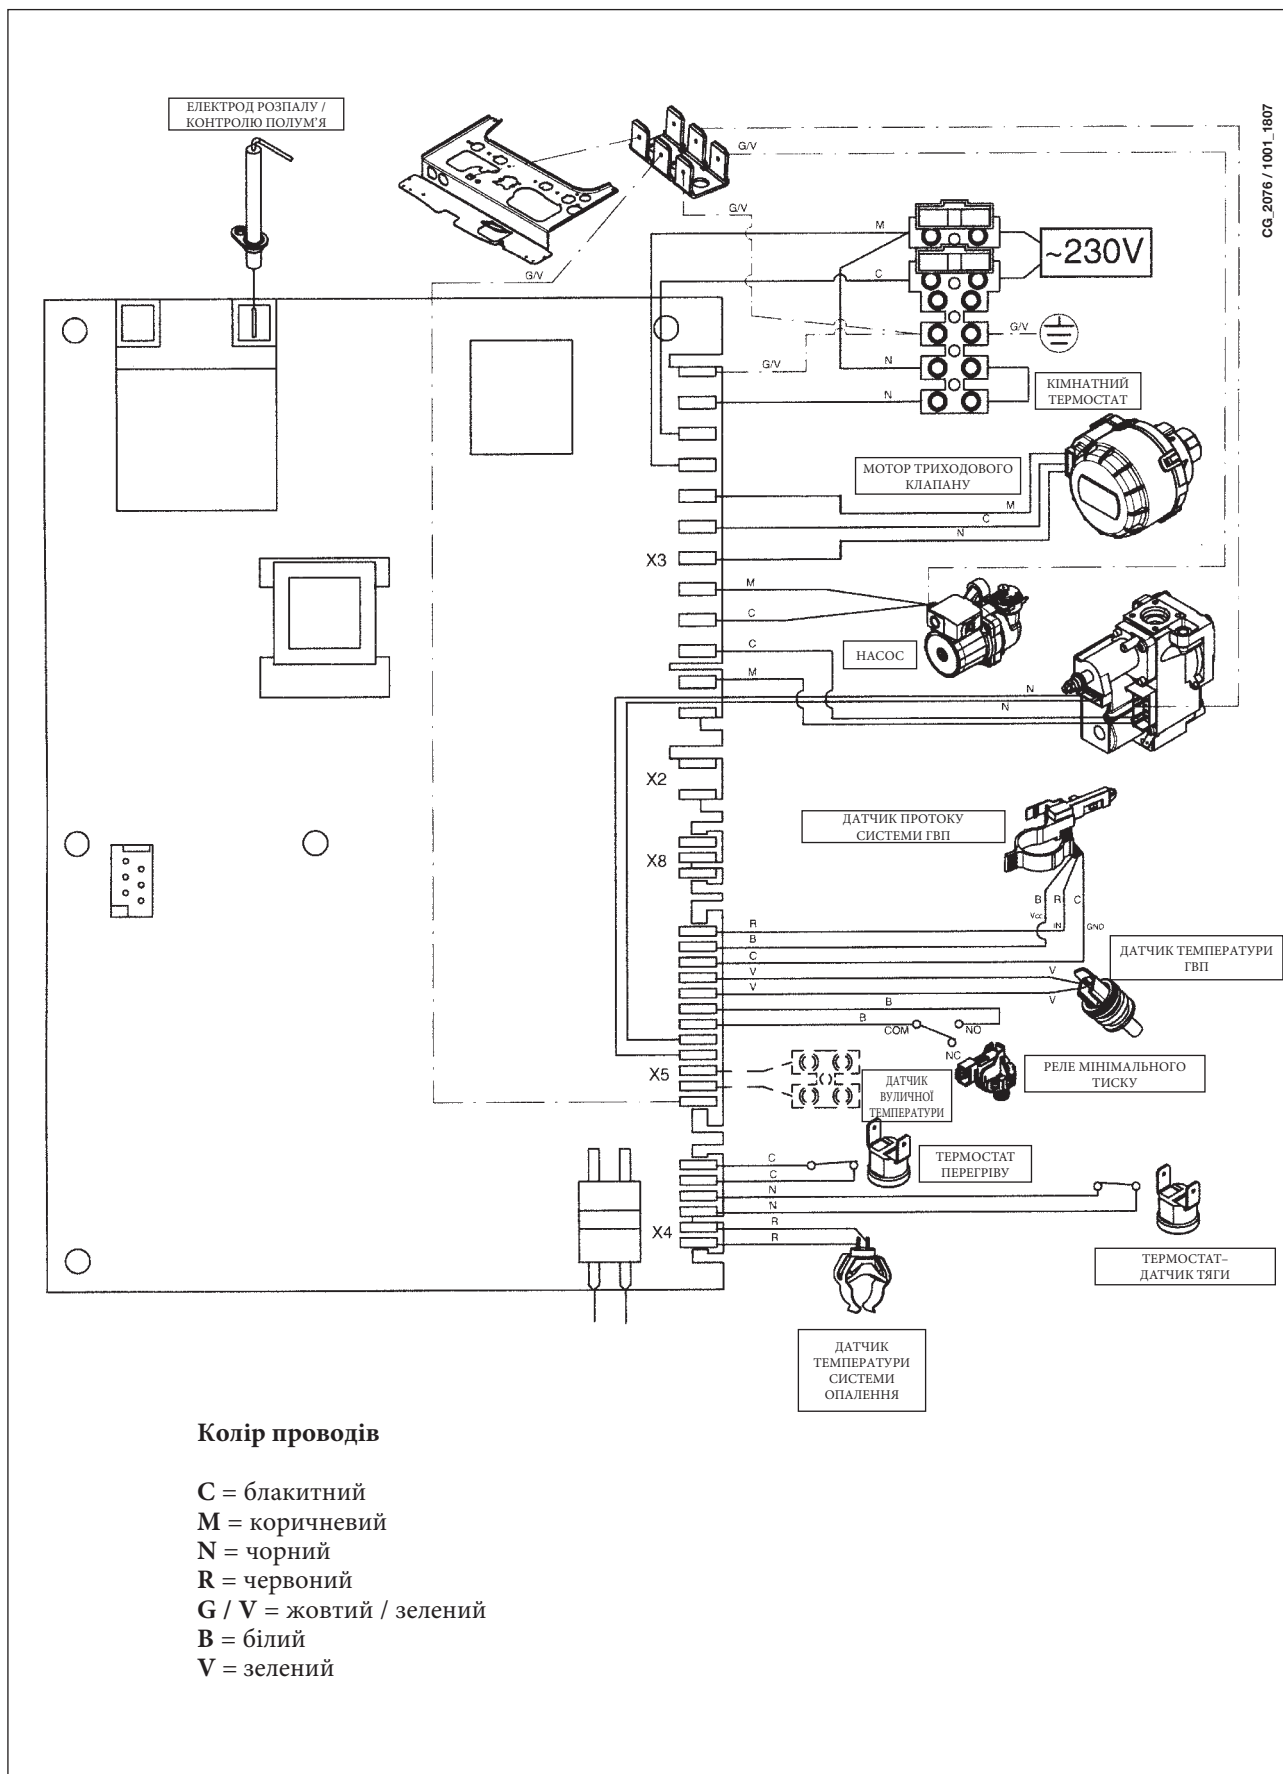 ЕЛЕКТРОД РОЗПАЛУ /
КОНТРОЛЮ ПОЛУМ'Я
CG_2076 / 1001_1807
G/V
G/V
G/V
M
~230V
C
G/V
G/V
N
N
КІМНАТНИЙ
ТЕРМОСТАТ
МОТОР ТРИХОДОВОГО
КЛАПАНУ
M
C
N
X3
M
C
НАСОС
C
M
N
N
X2
ДАТЧИК ПРОТОКУ
СИСТЕМИ ГВП
X8
B R C
Vcc
IN
GND
R
B
C
V
V
V
V
ДАТЧИК ТЕМПЕРАТУРИ
ГВП
B
B
COM
NO
NC
РЕЛЕ МІНІМАЛЬНОГО
ТИСКУ
X5
ДАТЧИК
ВУЛИЧНОЇ
ТЕМПЕРАТУРИ
ТЕРМОСТАТ
ПЕРЕГРІВУ
C
C
N
N
R
R
X4
ТЕРМОСТАТ–
ДАТЧИК ТЯГИ
ДАТЧИК
ТЕМПЕРАТУРИ
СИСТЕМИ
ОПАЛЕННЯ
Колір проводів
C = блакитний
M = коричневий
N = чорний
R = червоний
G / V = жовтий / зелений
B = білий
V = зелений